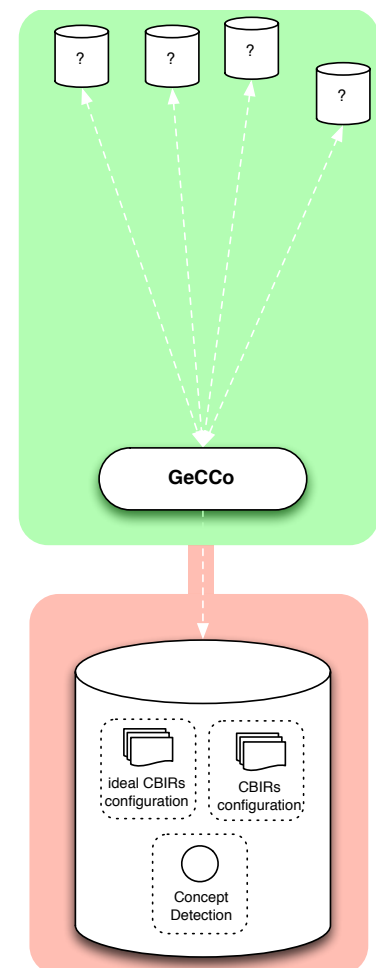 ?
?
?
?
GeCCo
ideal CBIRs
configuration
CBIRs
configuration
Concept
Detection